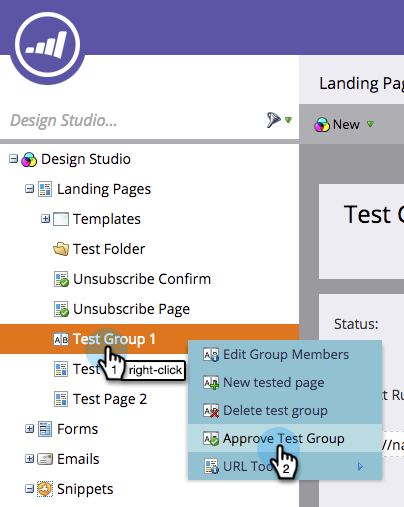 Landing Pag
Design Studio...
New
Design Studio
Landing Pages
Templates
Test Folder
Test
Unsubscribe Confirm
Unsubscribe Page
Status:
AB Test Group 1
1 right-click
Edit Group Members
Test
New tested page
Test Page 2
Delete test group
Forms
Approve Test Group
Emails
URL Too
2
Snippets